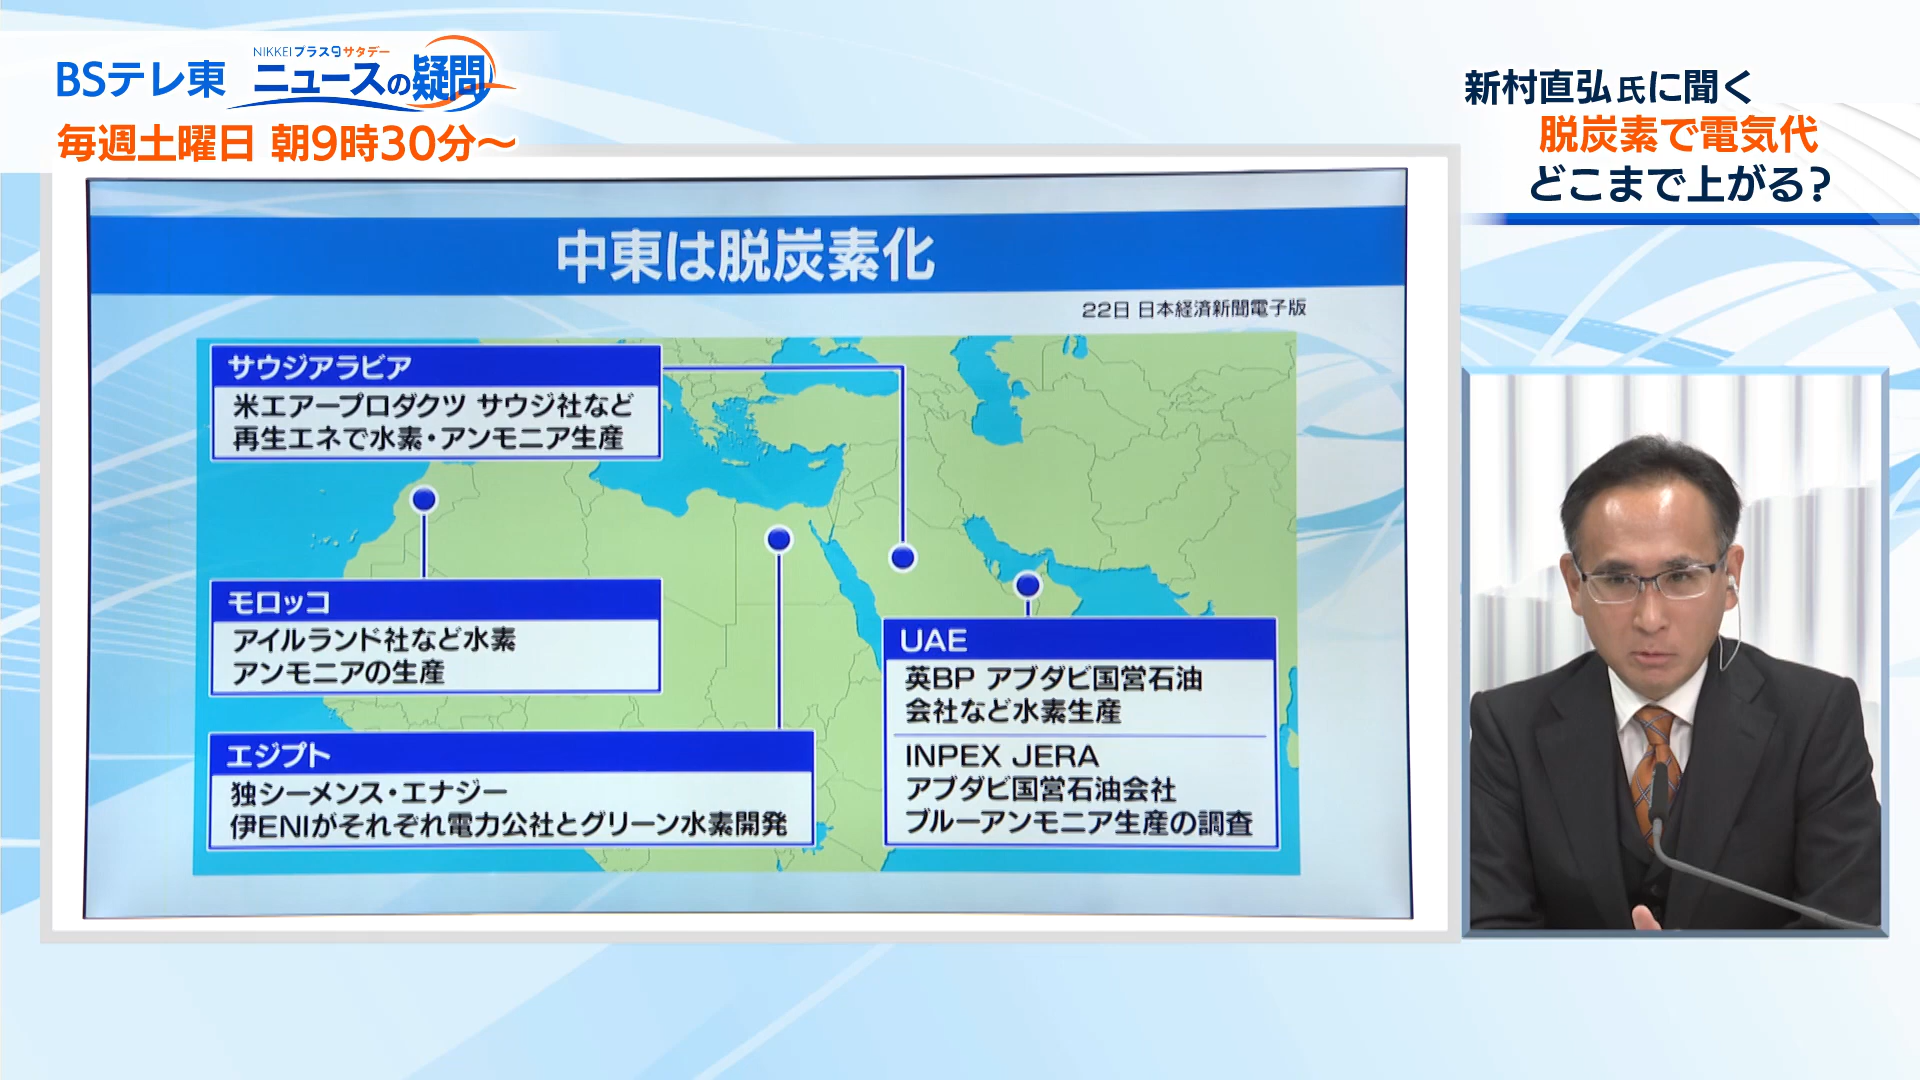 BSテレ東
NIKKEIプラス9サタデー
ニュースの疑問
毎週土曜日 朝9時30分〜
新村直弘氏に聞く
脱炭素で電気代
どこまで上がる?
中東は脱炭素化
22日 日本経済新聞電子版
サウジアラビア
米エアープロダクツ サウジ社など
再生エネで水素・アンモニア生産
モロッコ
アイルランド社など水素
アンモニアの生産
エジプト
独シーメンス・エナジー
伊ENIがそれぞれ電力公社とグリーン水素開発
UAE
英BP アブダビ国営石油
会社など水素生産
INPEX JERA
アブダビ国営石油会社
ブルーアンモニア生産の調査